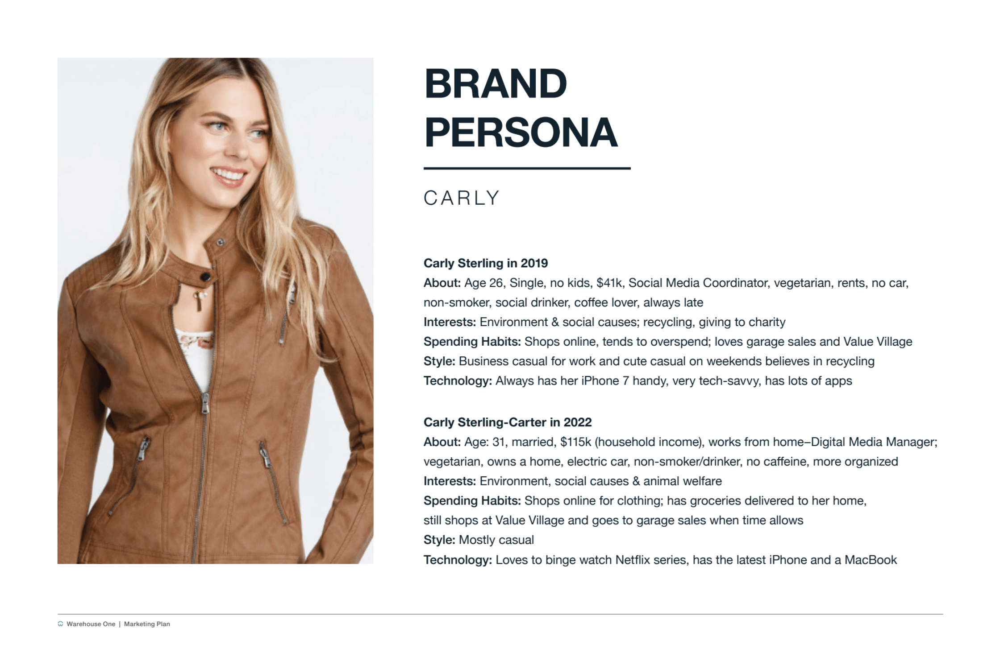 BRAND
PERSONA
CARLY
Carly Sterling in 2019
About: Age 26, Single, no kids, $41k, Social Media Coordinator, vegetarian, rents, no car,
non-smoker, social drinker, coffee lover, always late
Interests: Environment & social causes; recycling, giving to charity
Spending Habits: Shops online, tends to overspend; loves garage sales and Value Village
Style: Business casual for work and cute casual on weekends believes in recycling
Technology: Always has her iPhone 7 handy, very tech-savvy, has lots of apps
Carly Sterling-Carter in 2022
About: Age: 31, married, $115k (household income), works from home–Digital Media Manager;
vegetarian, owns a home, electric car, non-smoker/drinker, no caffeine, more organized
Interests: Environment, social causes & animal welfare
Spending Habits: Shops online for clothing; has groceries delivered to her home,
still shops at Value Village and goes to garage sales when time allows
Style: Mostly casual
Technology: Loves to binge watch Netflix series, has the latest iPhone and a MacBook
Warehouse One | Marketing Plan